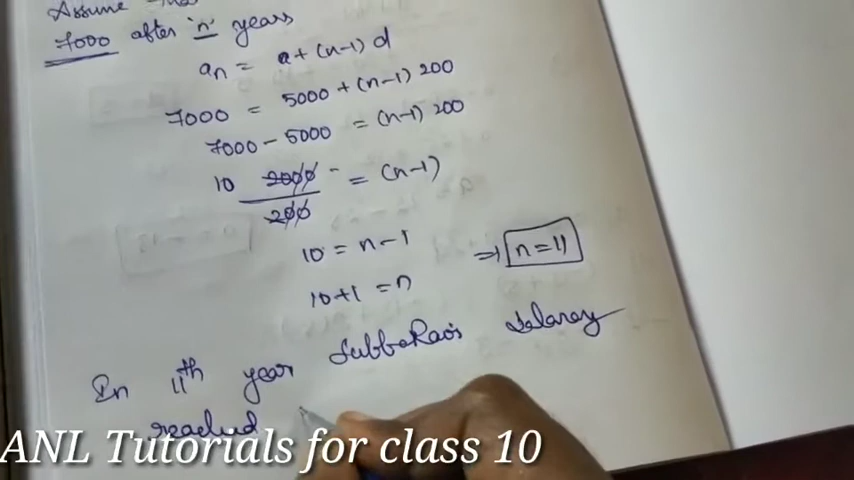 Assume
7000 after 'n' years
an = a + (n-1) d
7000 = 5000 + (n-1) 200
7000 - 5000 = (n-1) 200
10 2000 = (n-1)
200
10 = n-1 ⇒ n=11
10+1 = n
In 11th year SubbaRao's Salary
reached
ANL Tutorials for class 10